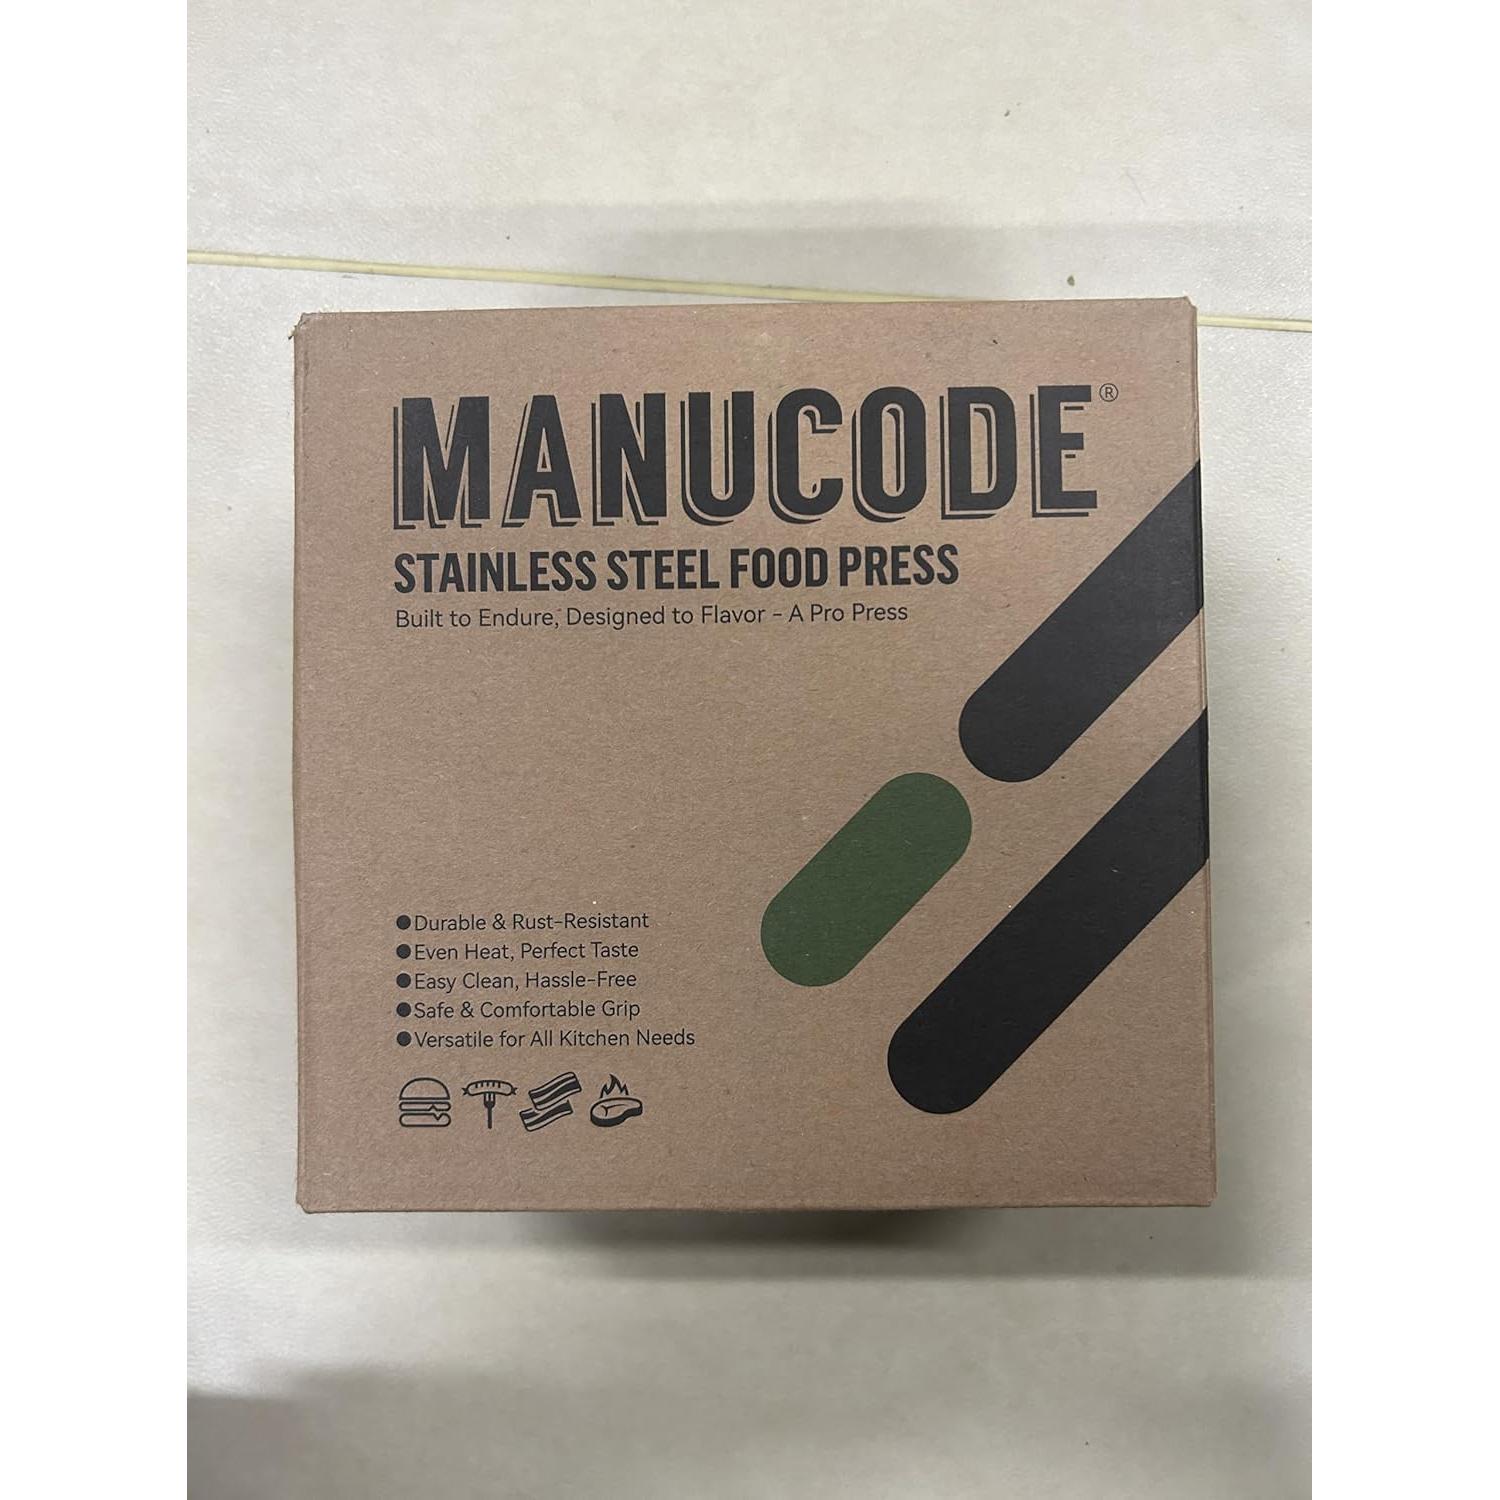 MANUCODE®
STAINLESS STEEL FOOD PRESS
Built to Endure, Designed to Flavor - A Pro Press
●Durable & Rust-Resistant
●Even Heat, Perfect Taste
●Easy Clean, Hassle-Free
●Safe & Comfortable Grip
●Versatile for All Kitchen Needs